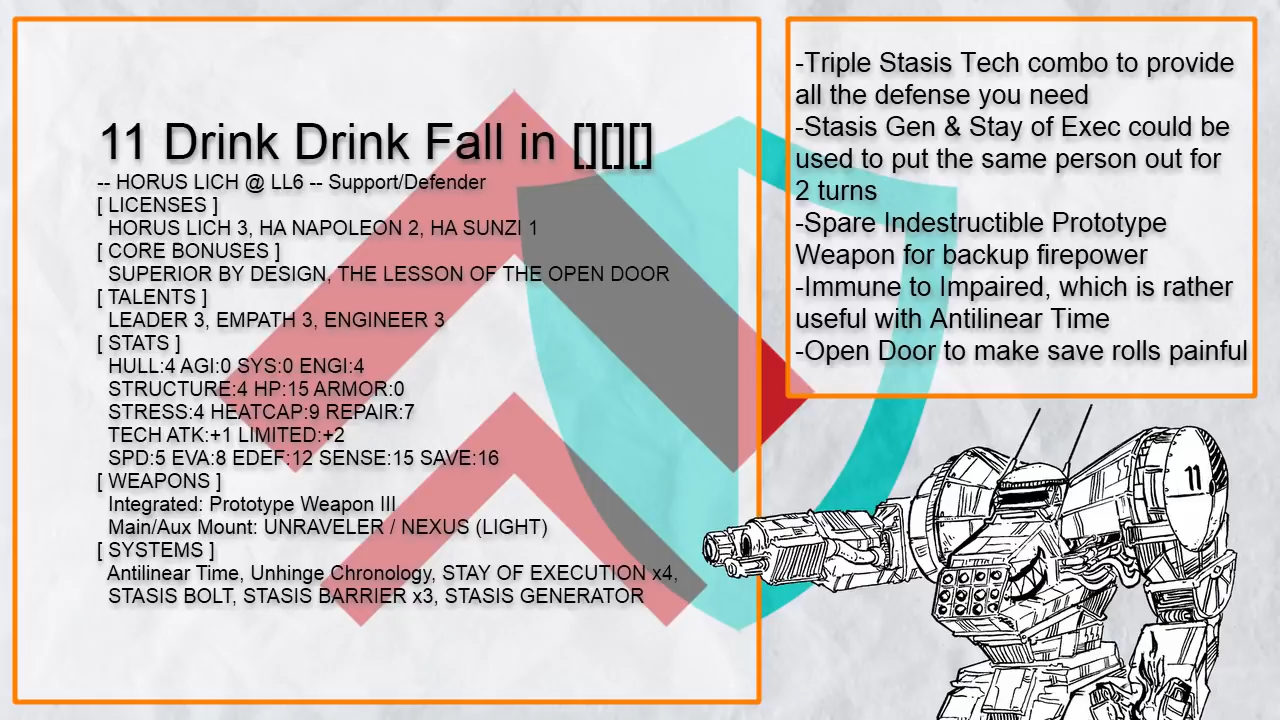 11 Drink Drink Fall in [][][]
-- HORUS LICH @ LL6 -- Support/Defender
[ LICENSES ]
HORUS LICH 3, HA NAPOLEON 2, HA SUNZI 1
[ CORE BONUSES ]
SUPERIOR BY DESIGN, THE LESSON OF THE OPEN DOOR
[ TALENTS ]
LEADER 3, EMPATH 3, ENGINEER 3
[ STATS ]
HULL:4 AGI:0 SYS:0 ENGI:4
STRUCTURE:4 HP:15 ARMOR:0
STRESS:4 HEATCAP:9 REPAIR:7
TECH ATK:+1 LIMITED:+2
SPD:5 EVA:8 EDEF:12 SENSE:15 SAVE:16
[ WEAPONS ]
Integrated: Prototype Weapon III
Main/Aux Mount: UNRAVELER / NEXUS (LIGHT)
[ SYSTEMS ]
Antilinear Time, Unhinge Chronology, STAY OF EXECUTION x4,
STASIS BOLT, STASIS BARRIER x3, STASIS GENERATOR
-Triple Stasis Tech combo to provide
all the defense you need
-Stasis Gen & Stay of Exec could be
used to put the same person out for
2 turns
-Spare Indestructible Prototype
Weapon for backup firepower
-Immune to Impaired, which is rather
useful with Antilinear Time
-Open Door to make save rolls painful
11